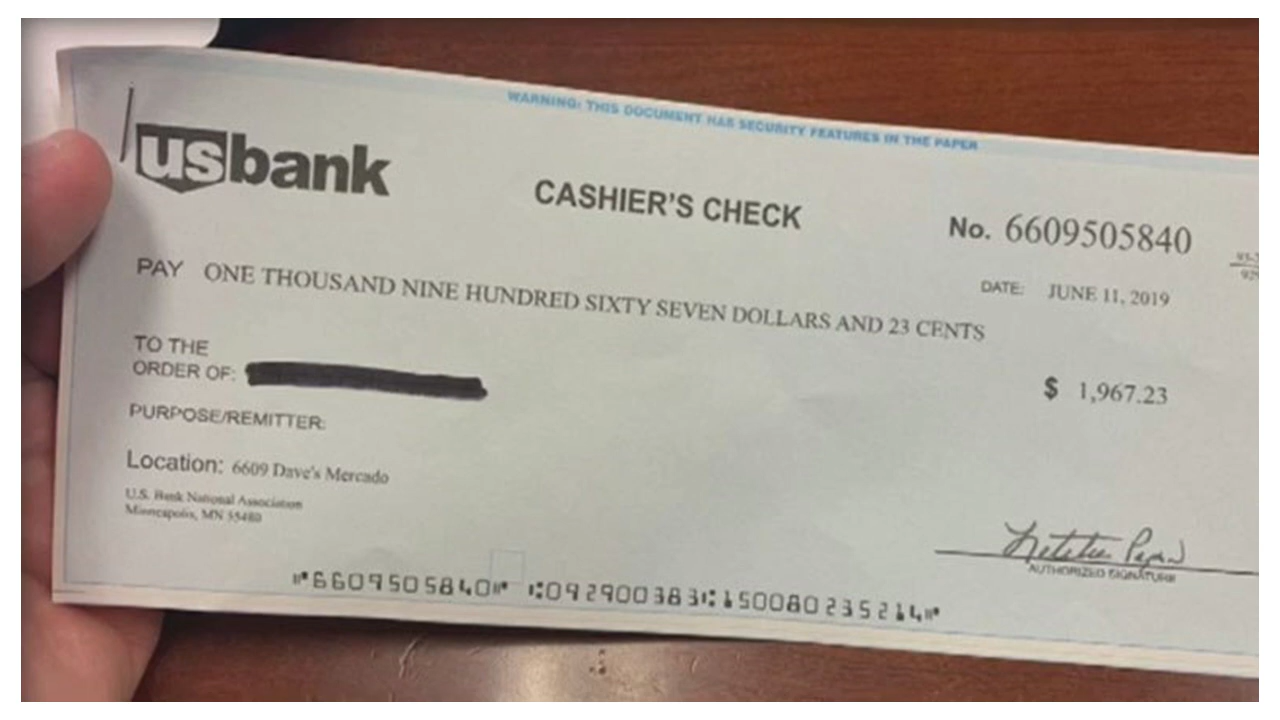 WARNING: THIS DOCUMENT HAS SECURITY FEATURES IN THE PAPER
usbank
CASHIER'S CHECK
No. 6609505840
DATE: JUNE 11, 2019
PAY ONE THOUSAND NINE HUNDRED SIXTY SEVEN DOLLARS AND 23 CENTS
TO THE
ORDER OF:
$ 1,967.23
PURPOSE/REMITTER:
Location: 6609 Dave's Mercado
U.S. Bank National Association
Minneapolis, MN 55480
AUTHORIZED SIGNATURE
⑈6609505840⑈ ⑆092900383⑆150080235214⑈